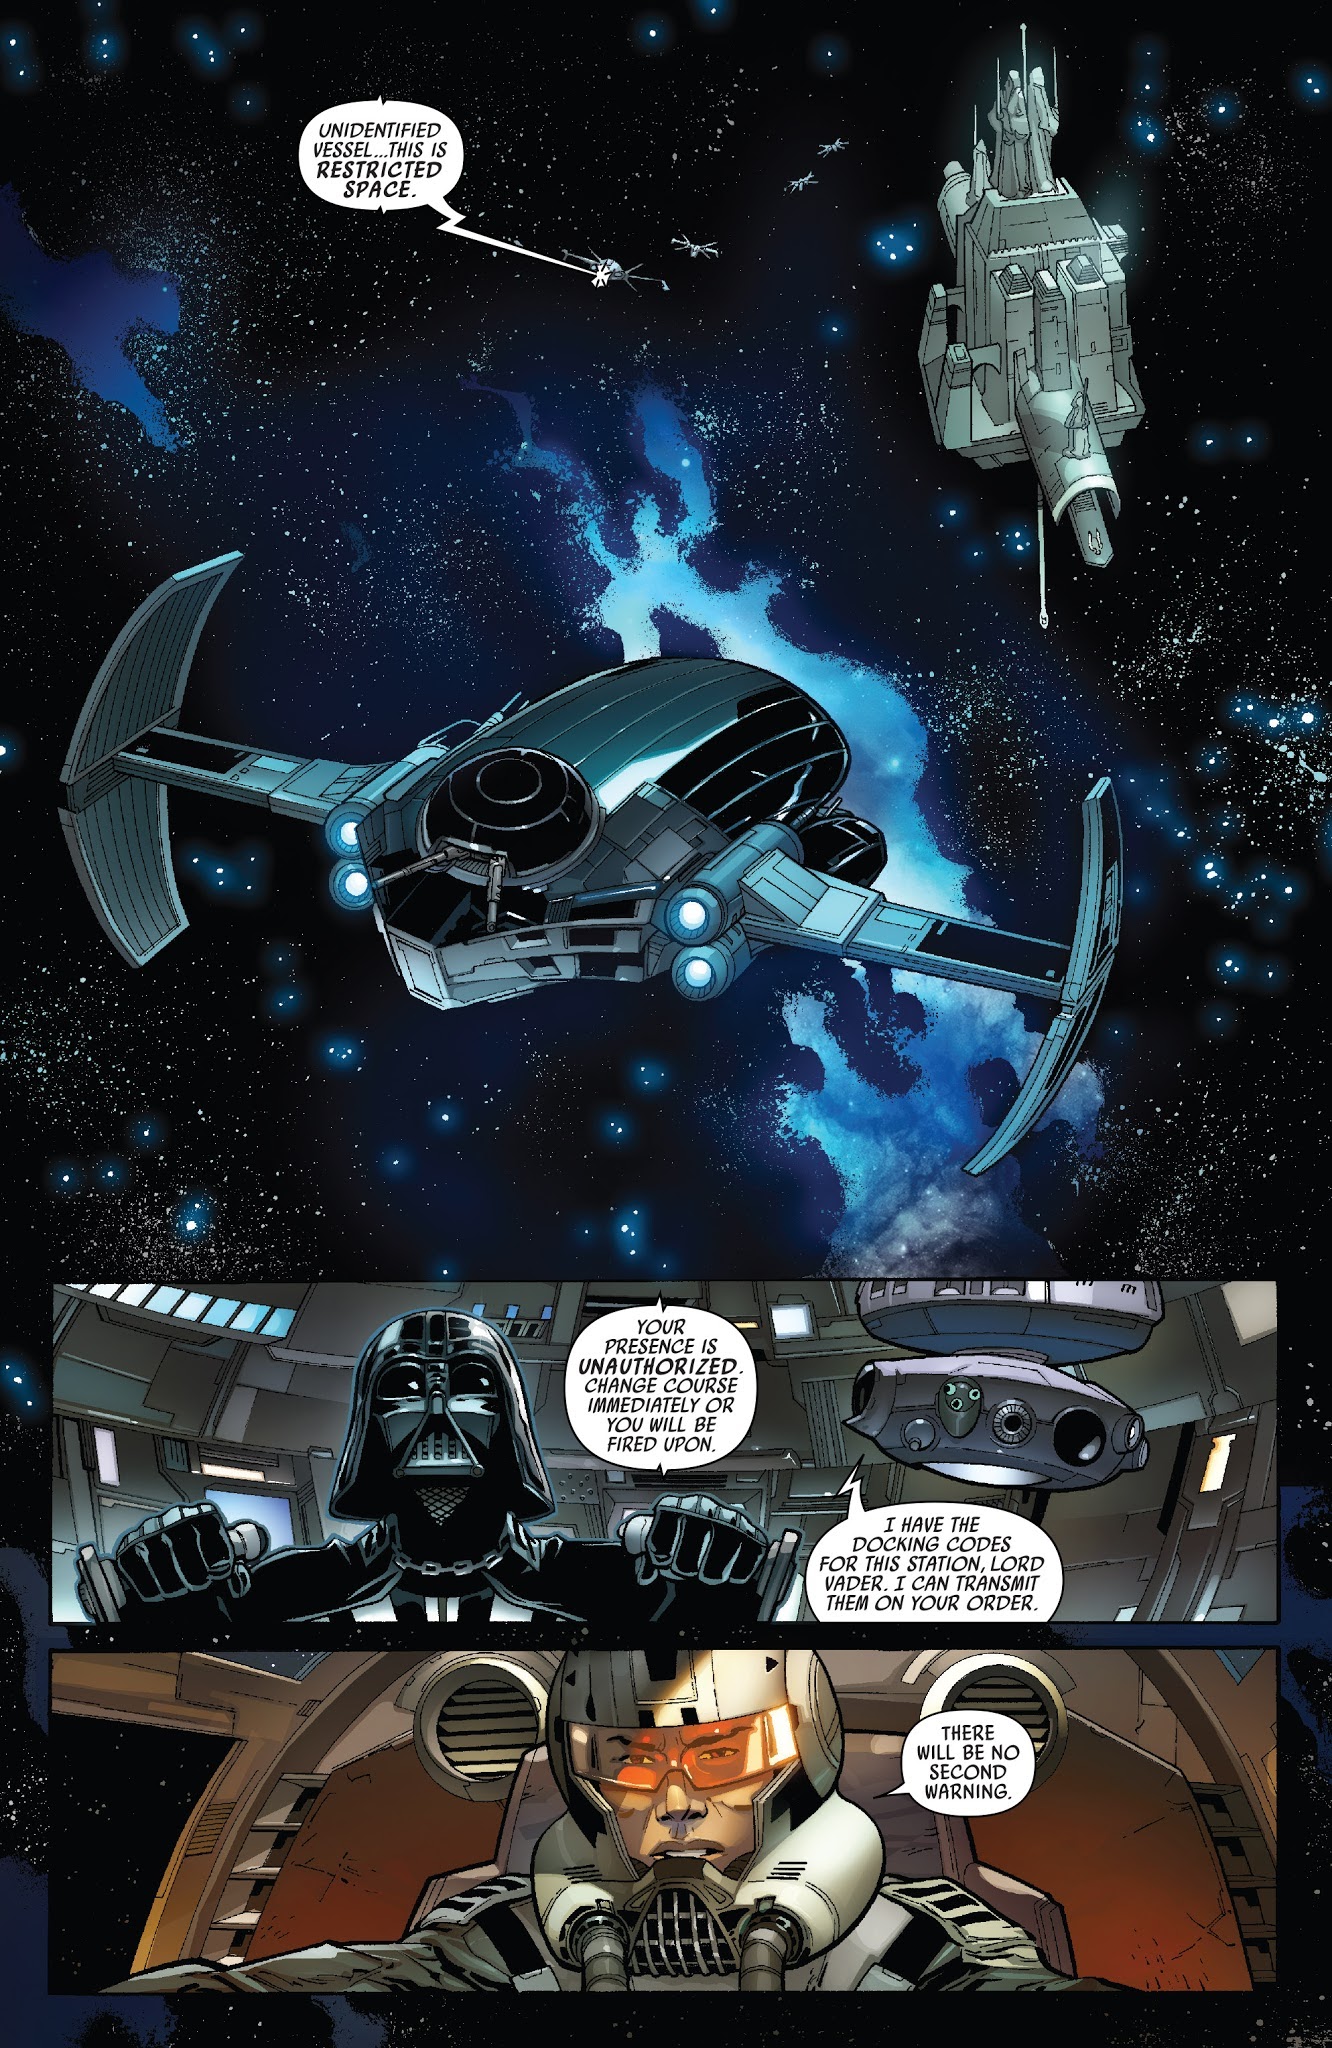 UNIDENTIFIED
VESSEL...THIS IS
RESTRICTED
SPACE.
YOUR
PRESENCE IS
UNAUTHORIZED.
CHANGE COURSE
IMMEDIATELY OR
YOU WILL BE
FIRED UPON.
I HAVE THE
DOCKING CODES
FOR THIS STATION, LORD
VADER. I CAN TRANSMIT
THEM ON YOUR ORDER.
THERE
WILL BE NO
SECOND
WARNING.